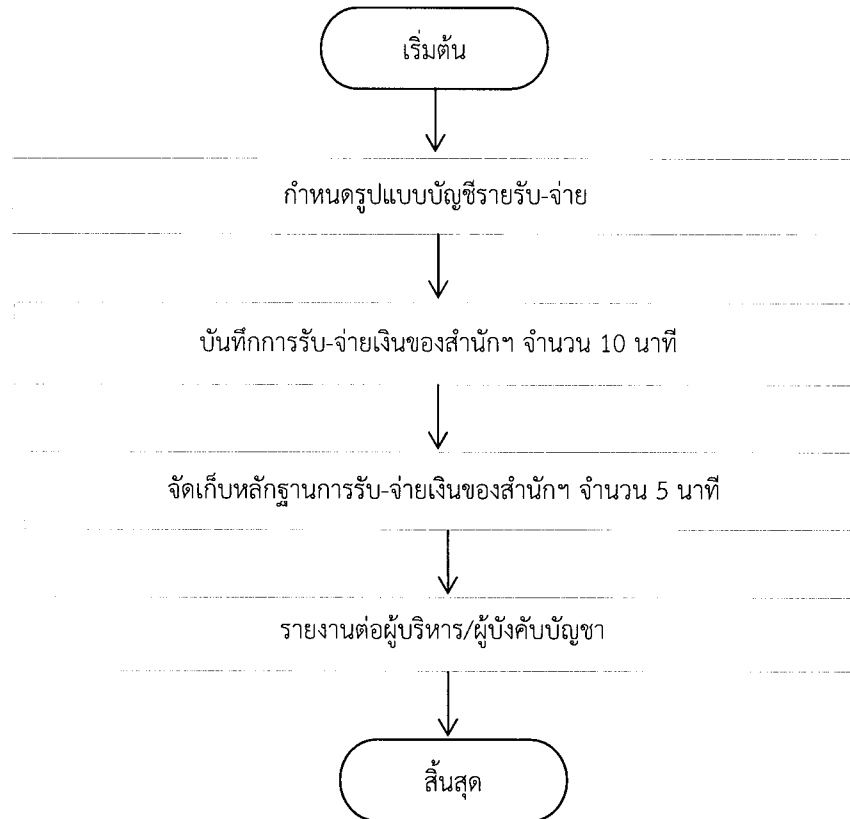 เริ่มต้น
กำหนดรูปแบบบัญชีรายรับ-จ่าย
บันทึกการรับ-จ่ายเงินของสำนักฯ จำนวน 10 นาที
จัดเก็บหลักฐานการรับ-จ่ายเงินของสำนักฯ จำนวน 5 นาที
รายงานต่อผู้บริหาร/ผู้บังคับบัญชา
สิ้นสุด